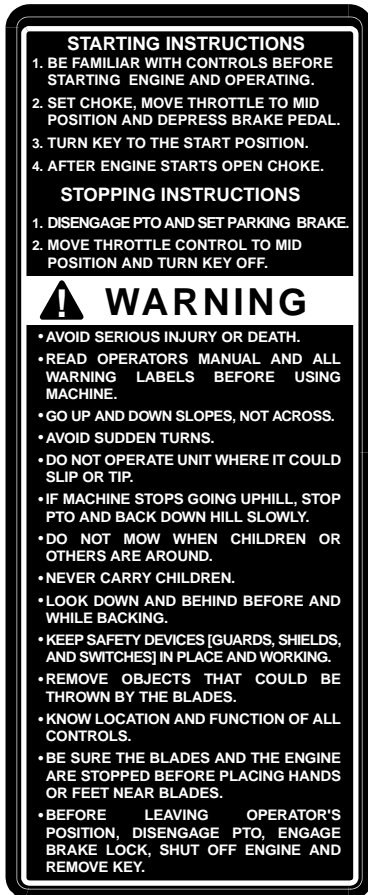 STARTING INSTRUCTIONS
1. BE FAMILIAR WITH CONTROLS BEFORE
STARTING ENGINE AND OPERATING.
2. SET CHOKE, MOVE THROTTLE TO MID
POSITION AND DEPRESS BRAKE PEDAL.
3. TURN KEY TO THE START POSITION.
4. AFTER ENGINE STARTS OPEN CHOKE.
STOPPING INSTRUCTIONS
1. DISENGAGE PTO AND SET PARKING BRAKE.
2. MOVE THROTTLE CONTROL TO MID
POSITION AND TURN KEY OFF.
WARNING
• AVOID SERIOUS INJURY OR DEATH.
• READ OPERATORS MANUAL AND ALL
WARNING LABELS BEFORE USING
MACHINE.
• GO UP AND DOWN SLOPES, NOT ACROSS.
• AVOID SUDDEN TURNS.
• DO NOT OPERATE UNIT WHERE IT COULD
SLIP OR TIP.
• IF MACHINE STOPS GOING UPHILL, STOP
PTO AND BACK DOWN HILL SLOWLY.
• DO NOT MOW WHEN CHILDREN OR
OTHERS ARE AROUND.
• NEVER CARRY CHILDREN.
• LOOK DOWN AND BEHIND BEFORE AND
WHILE BACKING.
• KEEP SAFETY DEVICES [GUARDS, SHIELDS,
AND SWITCHES] IN PLACE AND WORKING.
• REMOVE OBJECTS THAT COULD BE
THROWN BY THE BLADES.
• KNOW LOCATION AND FUNCTION OF ALL
CONTROLS.
• BE SURE THE BLADES AND THE ENGINE
ARE STOPPED BEFORE PLACING HANDS
OR FEET NEAR BLADES.
• BEFORE LEAVING OPERATOR'S
POSITION, DISENGAGE PTO, ENGAGE
BRAKE LOCK, SHUT OFF ENGINE AND
REMOVE KEY.